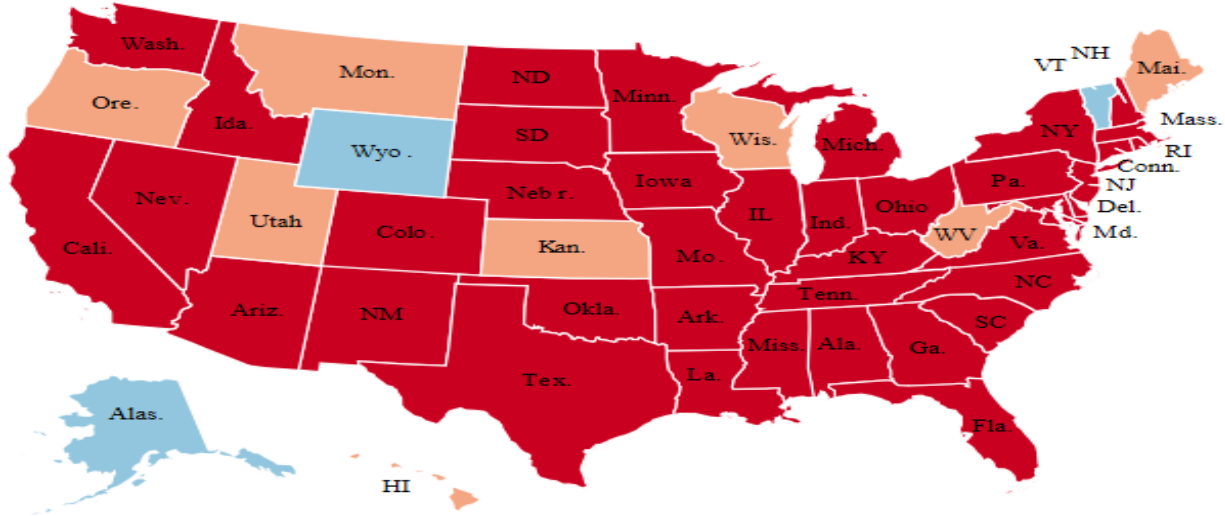 Wash.
Mon.
ND
Minn.
VT
NH
Mai.
Ore.
Ida.
SD
Wis.
Mich.
NY
Mass.
Wyo.
RI
Conn.
Nev.
Utah
Nebr.
Iowa
Pa.
NJ
Cali.
Colo.
Kan.
Mo.
IL
Ind.
Ohio
WV
Va.
Del.
Md.
KY
Ariz.
NM
Okla.
Ark.
Tenn.
NC
SC
Tex.
La.
Miss.
Ala.
Ga.
Fla.
Alas.
HI